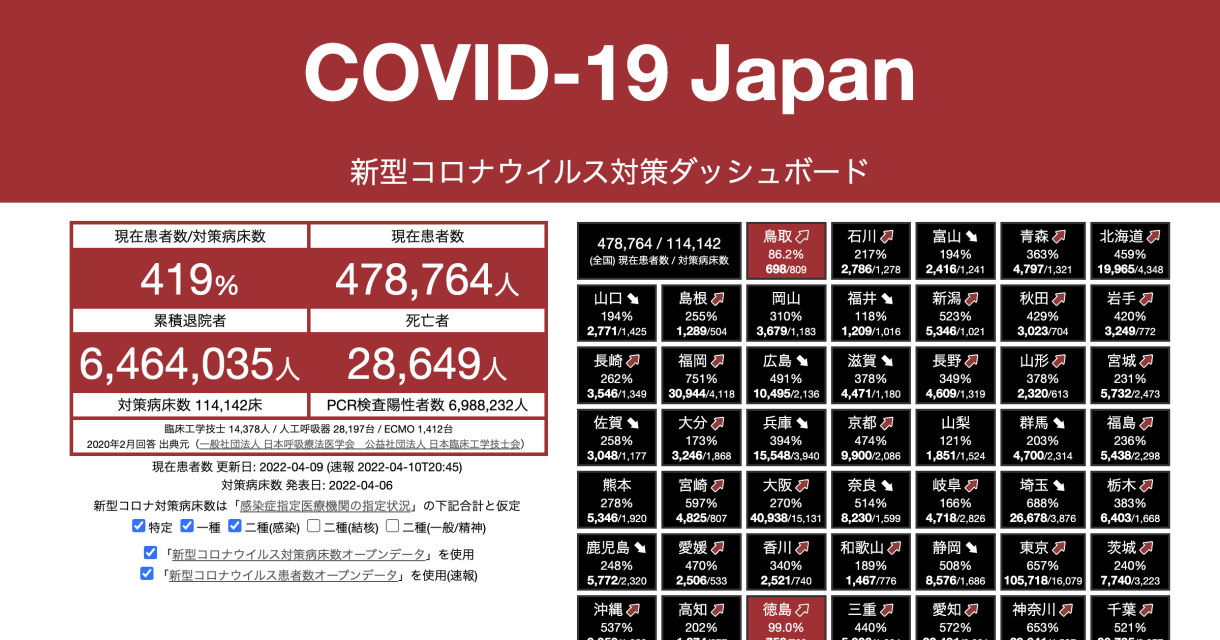 COVID-19 Japan
新型コロナウイルス対策ダッシュボード
現在患者数/対策病床数
現在患者数
419%
478,764人
累積退院者
死亡者
6,464,035人
28,649人
対策病床数 114,142床
PCR検査陽性者数 6,988,232人
臨床工学技士 14,378人 / 人工呼吸器 28,197台 / ECMO 1,412台
2020年2月回答 出典元（一般社団法人 日本呼吸療法医学会　公益社団法人 日本臨床工学技士会）
現在患者数 更新日: 2022-04-09 (速報 2022-04-10T20:45)
対策病床数 発表日: 2022-04-06
新型コロナ対策病床数は「感染症指定医療機関の指定状況」の下記合計と仮定
特定 一種 二種(感染) 二種(結核) 二種(一般/精神)
「新型コロナウイルス対策病床数オープンデータ」を使用
「新型コロナウイルス患者数オープンデータ」を使用(速報)
478,764 / 114,142
(全国) 現在患者数 / 対策病床数
鳥取
86.2%
698/809
石川
217%
2,786/1,278
富山
194%
2,416/1,241
青森
363%
4,797/1,321
北海道
459%
19,965/4,348
山口
194%
2,771/1,425
島根
255%
1,289/504
岡山
310%
3,679/1,183
福井
118%
1,209/1,016
新潟
523%
5,346/1,021
秋田
429%
3,023/704
岩手
420%
3,249/772
長崎
262%
3,546/1,349
福岡
751%
30,944/4,118
広島
491%
10,495/2,136
滋賀
378%
4,471/1,180
長野
349%
4,609/1,319
山形
378%
2,320/613
宮城
231%
5,732/2,473
佐賀
258%
3,048/1,177
大分
173%
3,246/1,868
兵庫
394%
15,548/3,940
京都
474%
9,900/2,086
山梨
121%
1,851/1,524
群馬
203%
4,700/2,314
福島
236%
5,438/2,298
熊本
278%
5,346/1,920
宮崎
597%
4,825/807
大阪
270%
40,938/15,131
奈良
514%
8,230/1,599
岐阜
166%
4,718/2,826
埼玉
688%
26,678/3,876
栃木
383%
6,403/1,668
鹿児島
248%
5,772/2,320
愛媛
470%
2,506/533
香川
340%
2,521/740
和歌山
189%
1,467/776
静岡
508%
8,576/1,686
東京
657%
105,718/16,079
茨城
240%
7,740/3,223
沖縄
537%
高知
202%
徳島
99.0%
三重
440%
愛知
572%
神奈川
653%
千葉
521%